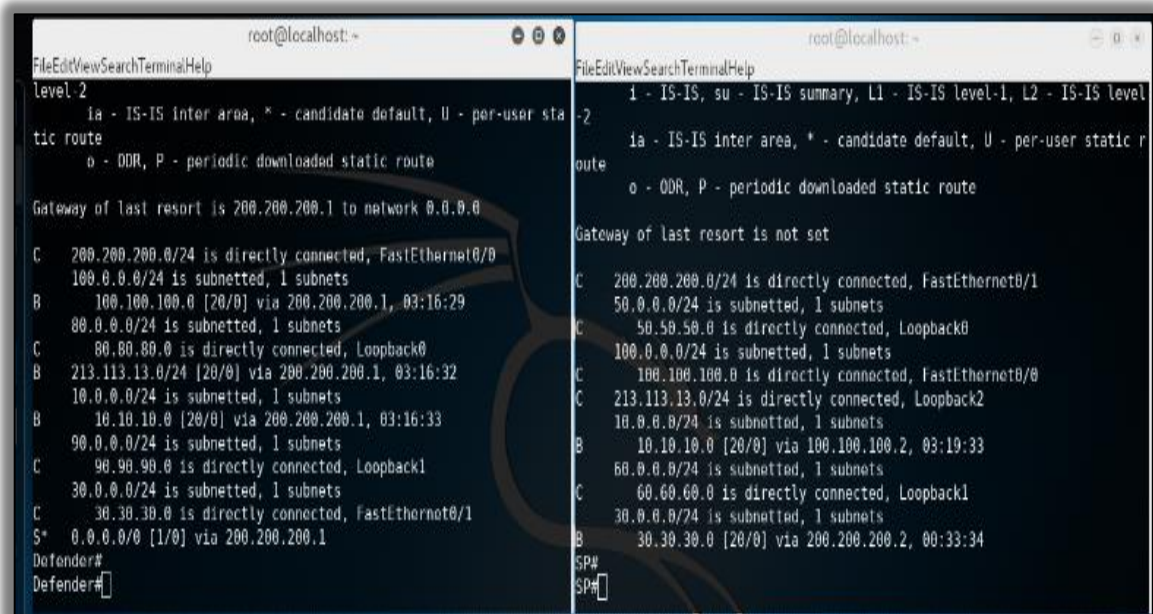 root@localhost: ~
FileEditViewSearchTerminalHelp
level-2
ia - IS-IS inter area, * - candidate default, U - per-user sta
tic route
o - ODR, P - periodic downloaded static route
Gateway of last resort is 200.200.200.1 to network 0.0.0.0
C 200.200.200.0/24 is directly connected, FastEthernet0/0
100.0.0.0/24 is subnetted, 1 subnets
B 100.100.100.0 [20/0] via 200.200.200.1, 03:16:29
80.0.0.0/24 is subnetted, 1 subnets
C 80.80.80.0 is directly connected, Loopback0
B 213.113.13.0/24 [20/0] via 200.200.200.1, 03:16:32
10.0.0.0/24 is subnetted, 1 subnets
B 10.10.10.0 [20/0] via 200.200.200.1, 03:16:33
90.0.0.0/24 is subnetted, 1 subnets
C 90.90.90.0 is directly connected, Loopback1
30.0.0.0/24 is subnetted, 1 subnets
C 30.30.30.0 is directly connected, FastEthernet0/1
S* 0.0.0.0/0 [1/0] via 200.200.200.1
Defender#
Defender#
root@localhost: ~
FileEditViewSearchTerminalHelp
i - IS-IS, su - IS-IS summary, L1 - IS-IS level-1, L2 - IS-IS level
-2
ia - IS-IS inter area, * - candidate default, U - per-user static r
oute
o - ODR, P - periodic downloaded static route
Gateway of last resort is not set
C 200.200.200.0/24 is directly connected, FastEthernet0/1
50.0.0.0/24 is subnetted, 1 subnets
C 50.50.50.0 is directly connected, Loopback0
100.0.0.0/24 is subnetted, 1 subnets
C 100.100.100.0 is directly connected, FastEthernet0/0
C 213.113.13.0/24 is directly connected, Loopback2
10.0.0.0/24 is subnetted, 1 subnets
B 10.10.10.0 [20/0] via 100.100.100.2, 03:19:33
60.0.0.0/24 is subnetted, 1 subnets
C 60.60.60.0 is directly connected, Loopback1
30.0.0.0/24 is subnetted, 1 subnets
B 30.30.30.0 [20/0] via 200.200.200.2, 00:33:34
SP#
SP#